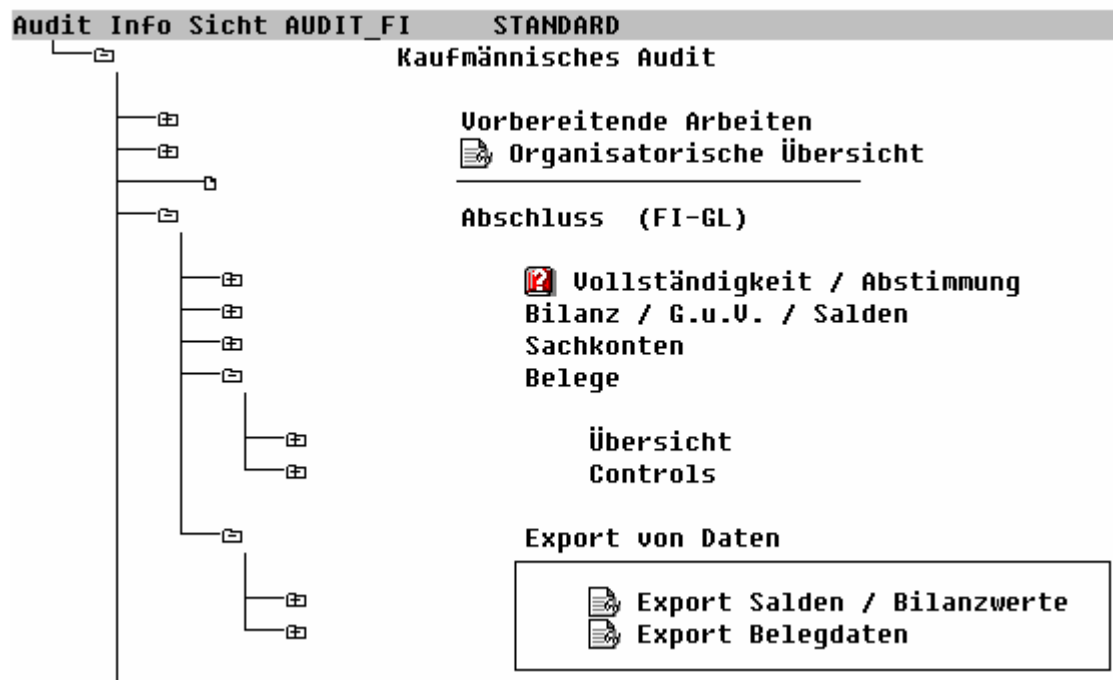 Audit Info Sicht AUDIT_FI STANDARD
Kaufmännisches Audit
Vorbereitende Arbeiten
Organisatorische Übersicht
Abschluss (FI-GL)
Vollständigkeit / Abstimmung
Bilanz / G.u.V. / Salden
Sachkonten
Belege
Übersicht
Controls
Export von Daten
Export Salden / Bilanzwerte
Export Belegdaten